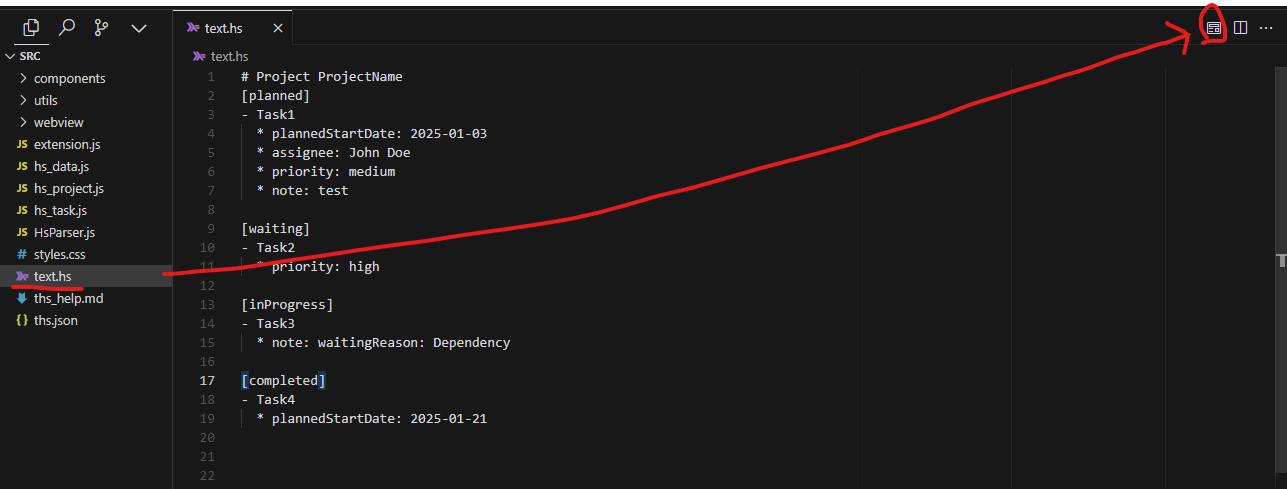 text.hs
SRC
components
utils
webview
JS extension.js
JS hs_data.js
JS hs_project.js
JS hs_task.js
JS HsParser.js
# styles.css
text.hs
ths_help.md
{} ths.json
text.hs
1 # Project ProjectName
2 [planned]
3 - Task1
4 * plannedStartDate: 2025-01-03
5 * assignee: John Doe
6 * priority: medium
7 * note: test
8
9 [waiting]
10 - Task2
11 * priority: high
12
13 [inProgress]
14 - Task3
15 * note: waitingReason: Dependency
16
17 [completed]
18 - Task4
19 * plannedStartDate: 2025-01-21
20
21
22